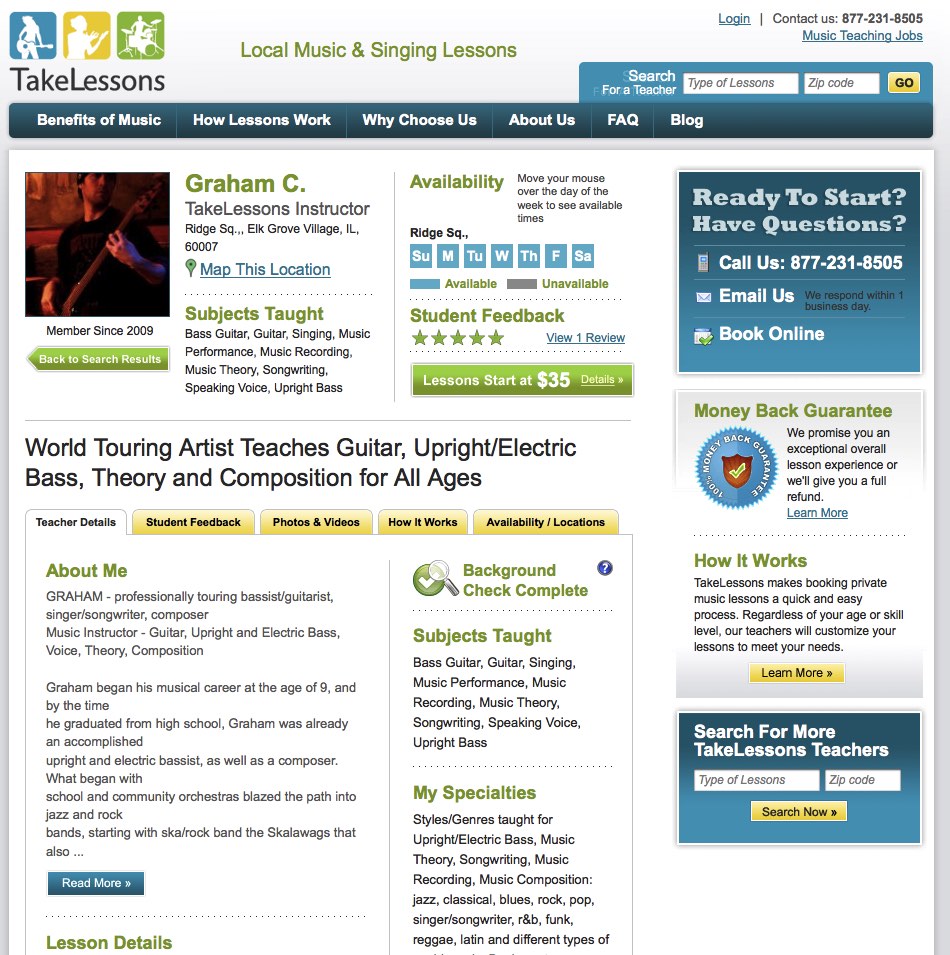 TakeLessons
Local Music & Singing Lessons
Login | Contact us: 877-231-8505
Music Teaching Jobs
Search
For a Teacher
Type of Lessons
Zip code
GO
Benefits of Music
How Lessons Work
Why Choose Us
About Us
FAQ
Blog
Member Since 2009
Back to Search Results
Graham C.
TakeLessons Instructor
Ridge Sq.,, Elk Grove Village, IL,
60007
Map This Location
Subjects Taught
Bass Guitar, Guitar, Singing, Music
Performance, Music Recording,
Music Theory, Songwriting,
Speaking Voice, Upright Bass
Availability
Move your mouse
over the day of the
week to see available
times
Ridge Sq.,
Su M Tu W Th F Sa
Available Unavailable
Student Feedback
View 1 Review
Lessons Start at $35 Details »
World Touring Artist Teaches Guitar, Upright/Electric
Bass, Theory and Composition for All Ages
Teacher Details
Student Feedback
Photos & Videos
How It Works
Availability / Locations
About Me
GRAHAM - professionally touring bassist/guitarist,
singer/songwriter, composer
Music Instructor - Guitar, Upright and Electric Bass,
Voice, Theory, Composition
Graham began his musical career at the age of 9, and
by the time
he graduated from high school, Graham was already
an accomplished
upright and electric bassist, as well as a composer.
What began with
school and community orchestras blazed the path into
jazz and rock
bands, starting with ska/rock band the Skalawags that
also ...
Read More »
Lesson Details
Background
Check Complete
?
Subjects Taught
Bass Guitar, Guitar, Singing,
Music Performance, Music
Recording, Music Theory,
Songwriting, Speaking Voice,
Upright Bass
My Specialties
Styles/Genres taught for
Upright/Electric Bass, Music
Theory, Songwriting, Music
Recording, Music Composition:
jazz, classical, blues, rock, pop,
singer/songwriter, r&b, funk,
reggae, latin and different types of
Ready To Start?
Have Questions?
Call Us: 877-231-8505
Email Us
We respond within 1
business day.
Book Online
Money Back Guarantee
100% MONEY BACK GUARANTEE
We promise you an
exceptional overall
lesson experience or
we'll give you a full
refund.
Learn More
How It Works
TakeLessons makes booking private
music lessons a quick and easy
process. Regardless of your age or skill
level, our teachers will customize your
lessons to meet your needs.
Learn More »
Search For More
TakeLessons Teachers
Type of Lessons
Zip code
Search Now »